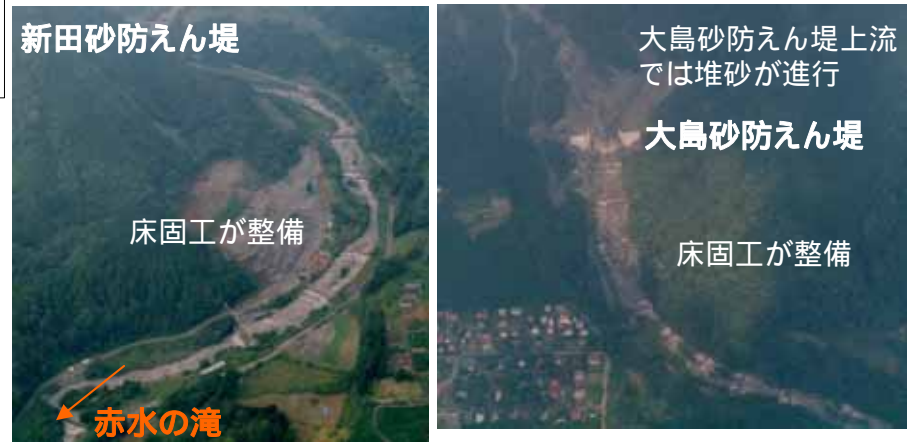 新田砂防えん堤
床固工が整備
赤水の滝
大島砂防えん堤上流
では堆砂が進行
大島砂防えん堤
床固工が整備